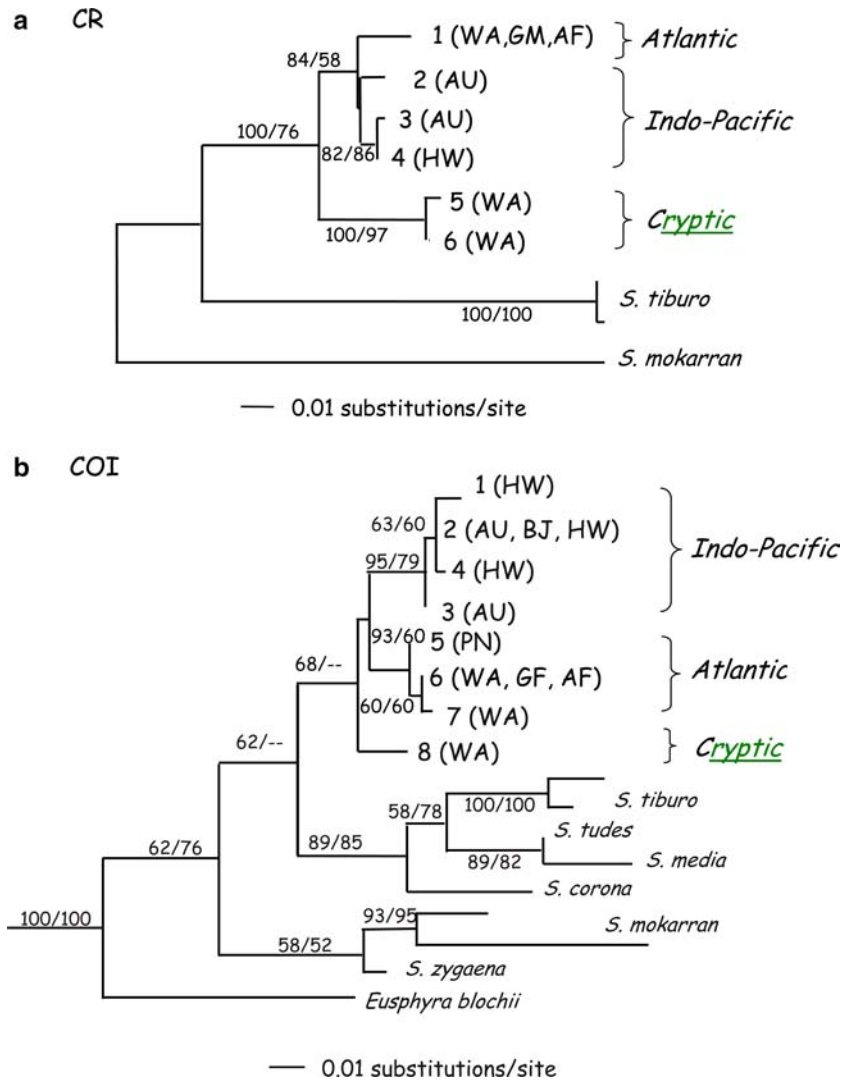 a CR
84/58
1 (WA,GM,AF)
Atlantic
2 (AU)
100/76
3 (AU)
Indo-Pacific
82/86
4 (HW)
5 (WA)
Cryptic
100/97
6 (WA)
S. tiburo
100/100
S. mokarran
0.01 substitutions/site
b COI
1 (HW)
63/60
2 (AU, BJ, HW)
Indo-Pacific
95/79
4 (HW)
3 (AU)
93/60
5 (PN)
68/--
6 (WA, GF, AF)
Atlantic
60/60
7 (WA)
62/--
8 (WA)
Cryptic
58/78
100/100
S. tiburo
S. tudes
62/76
89/85
89/82
S. media
S. corona
100/100
93/95
S. mokarran
58/52
S. zygaena
Eusphyra blochii
0.01 substitutions/site